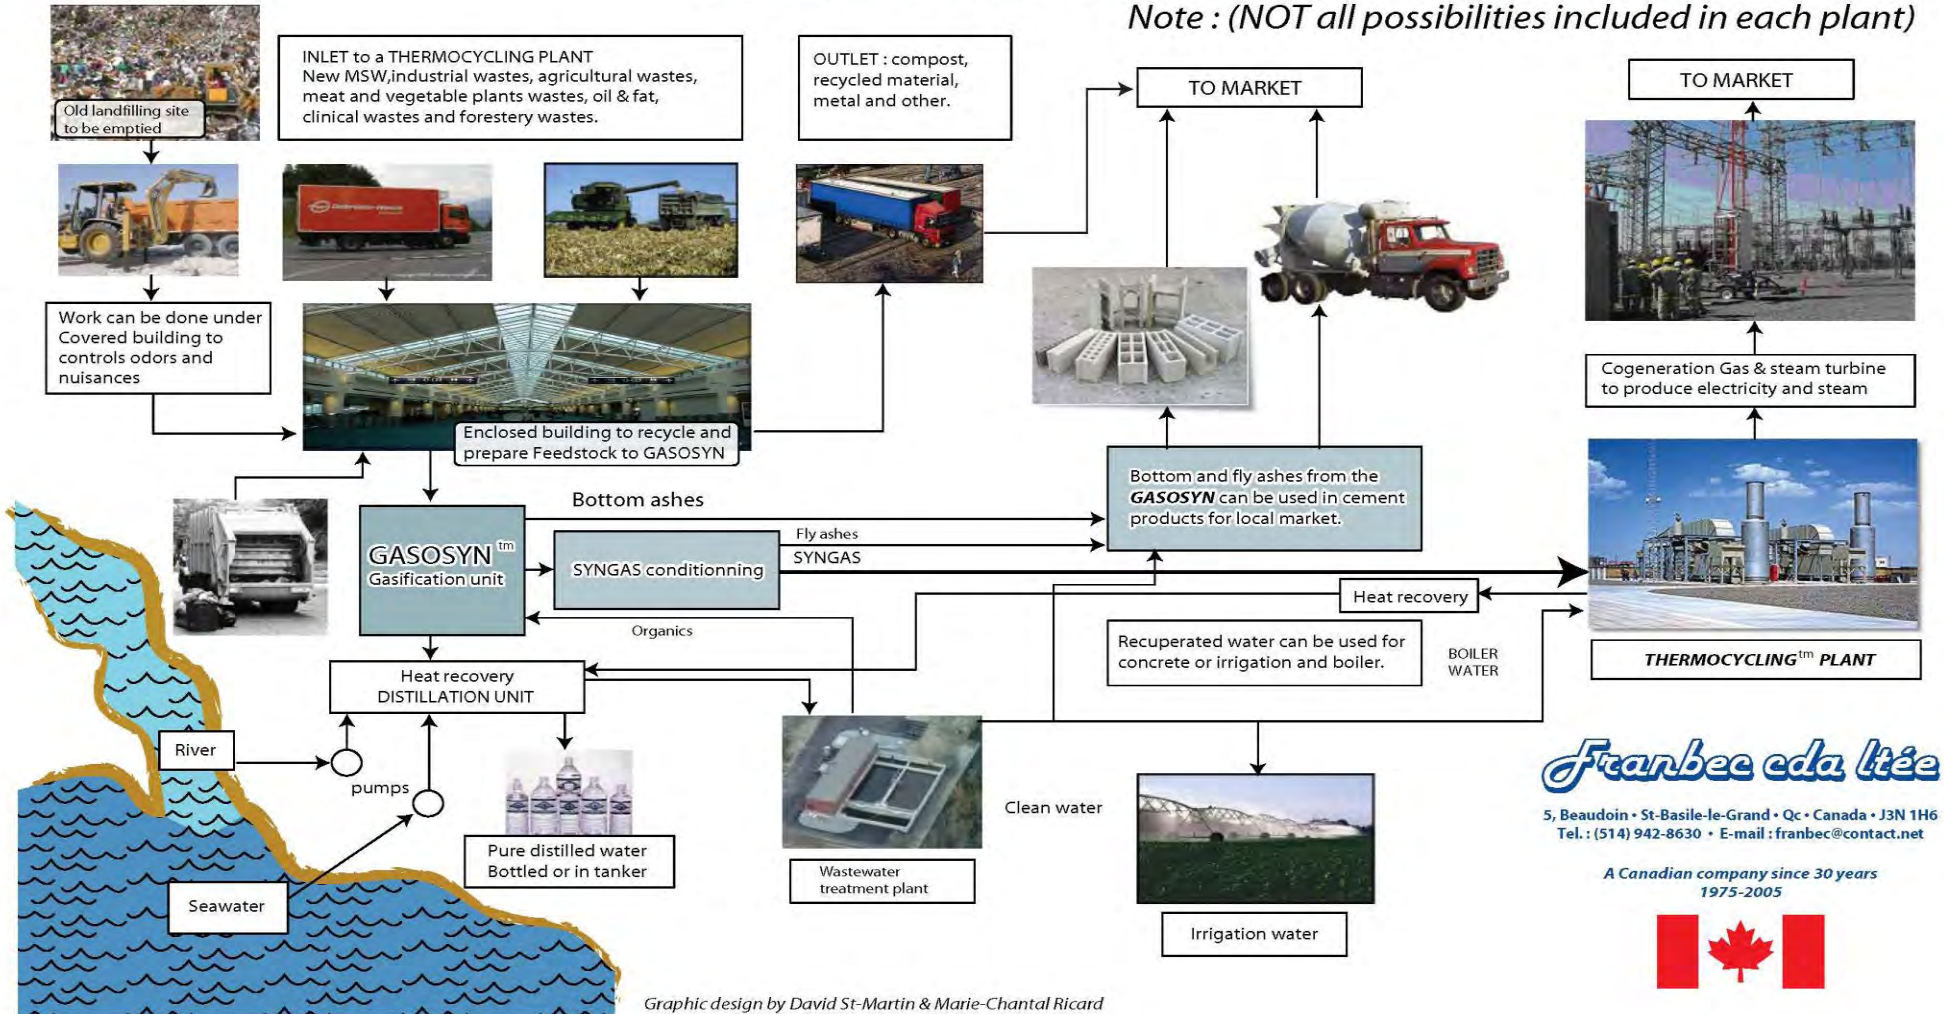 Note : (NOT all possibilities included in each plant)
Old landfilling site
to be emptied
INLET to a THERMOCYCLING PLANT
New MSW,industrial wastes, agricultural wastes,
meat and vegetable plants wastes, oil & fat,
clinical wastes and forestery wastes.
OUTLET : compost,
recycled material,
metal and other.
TO MARKET
TO MARKET
Work can be done under
Covered building to
controls odors and
nuisances
Enclosed building to recycle and
prepare Feedstock to GASOSYN
Cogeneration Gas & steam turbine
to produce electricity and steam
Bottom and fly ashes from the
GASOSYN can be used in cement
products for local market.
Bottom ashes
GASOSYN tm
Gasification unit
SYNGAS conditionning
Fly ashes
SYNGAS
Heat recovery
Organics
Recuperated water can be used for
concrete or irrigation and boiler.
BOILER
WATER
THERMOCYCLING tm PLANT
Heat recovery
DISTILLATION UNIT
River
pumps
Seawater
Pure distilled water
Bottled or in tanker
Wastewater
treatment plant
Clean water
Irrigation water
Franbec cda ltée
5, Beaudoin • St-Basile-le-Grand • Qc • Canada • J3N 1H6
Tel. : (514) 942-8630 • E-mail : franbec@contact.net
A Canadian company since 30 years
1975-2005
Graphic design by David St-Martin & Marie-Chantal Ricard